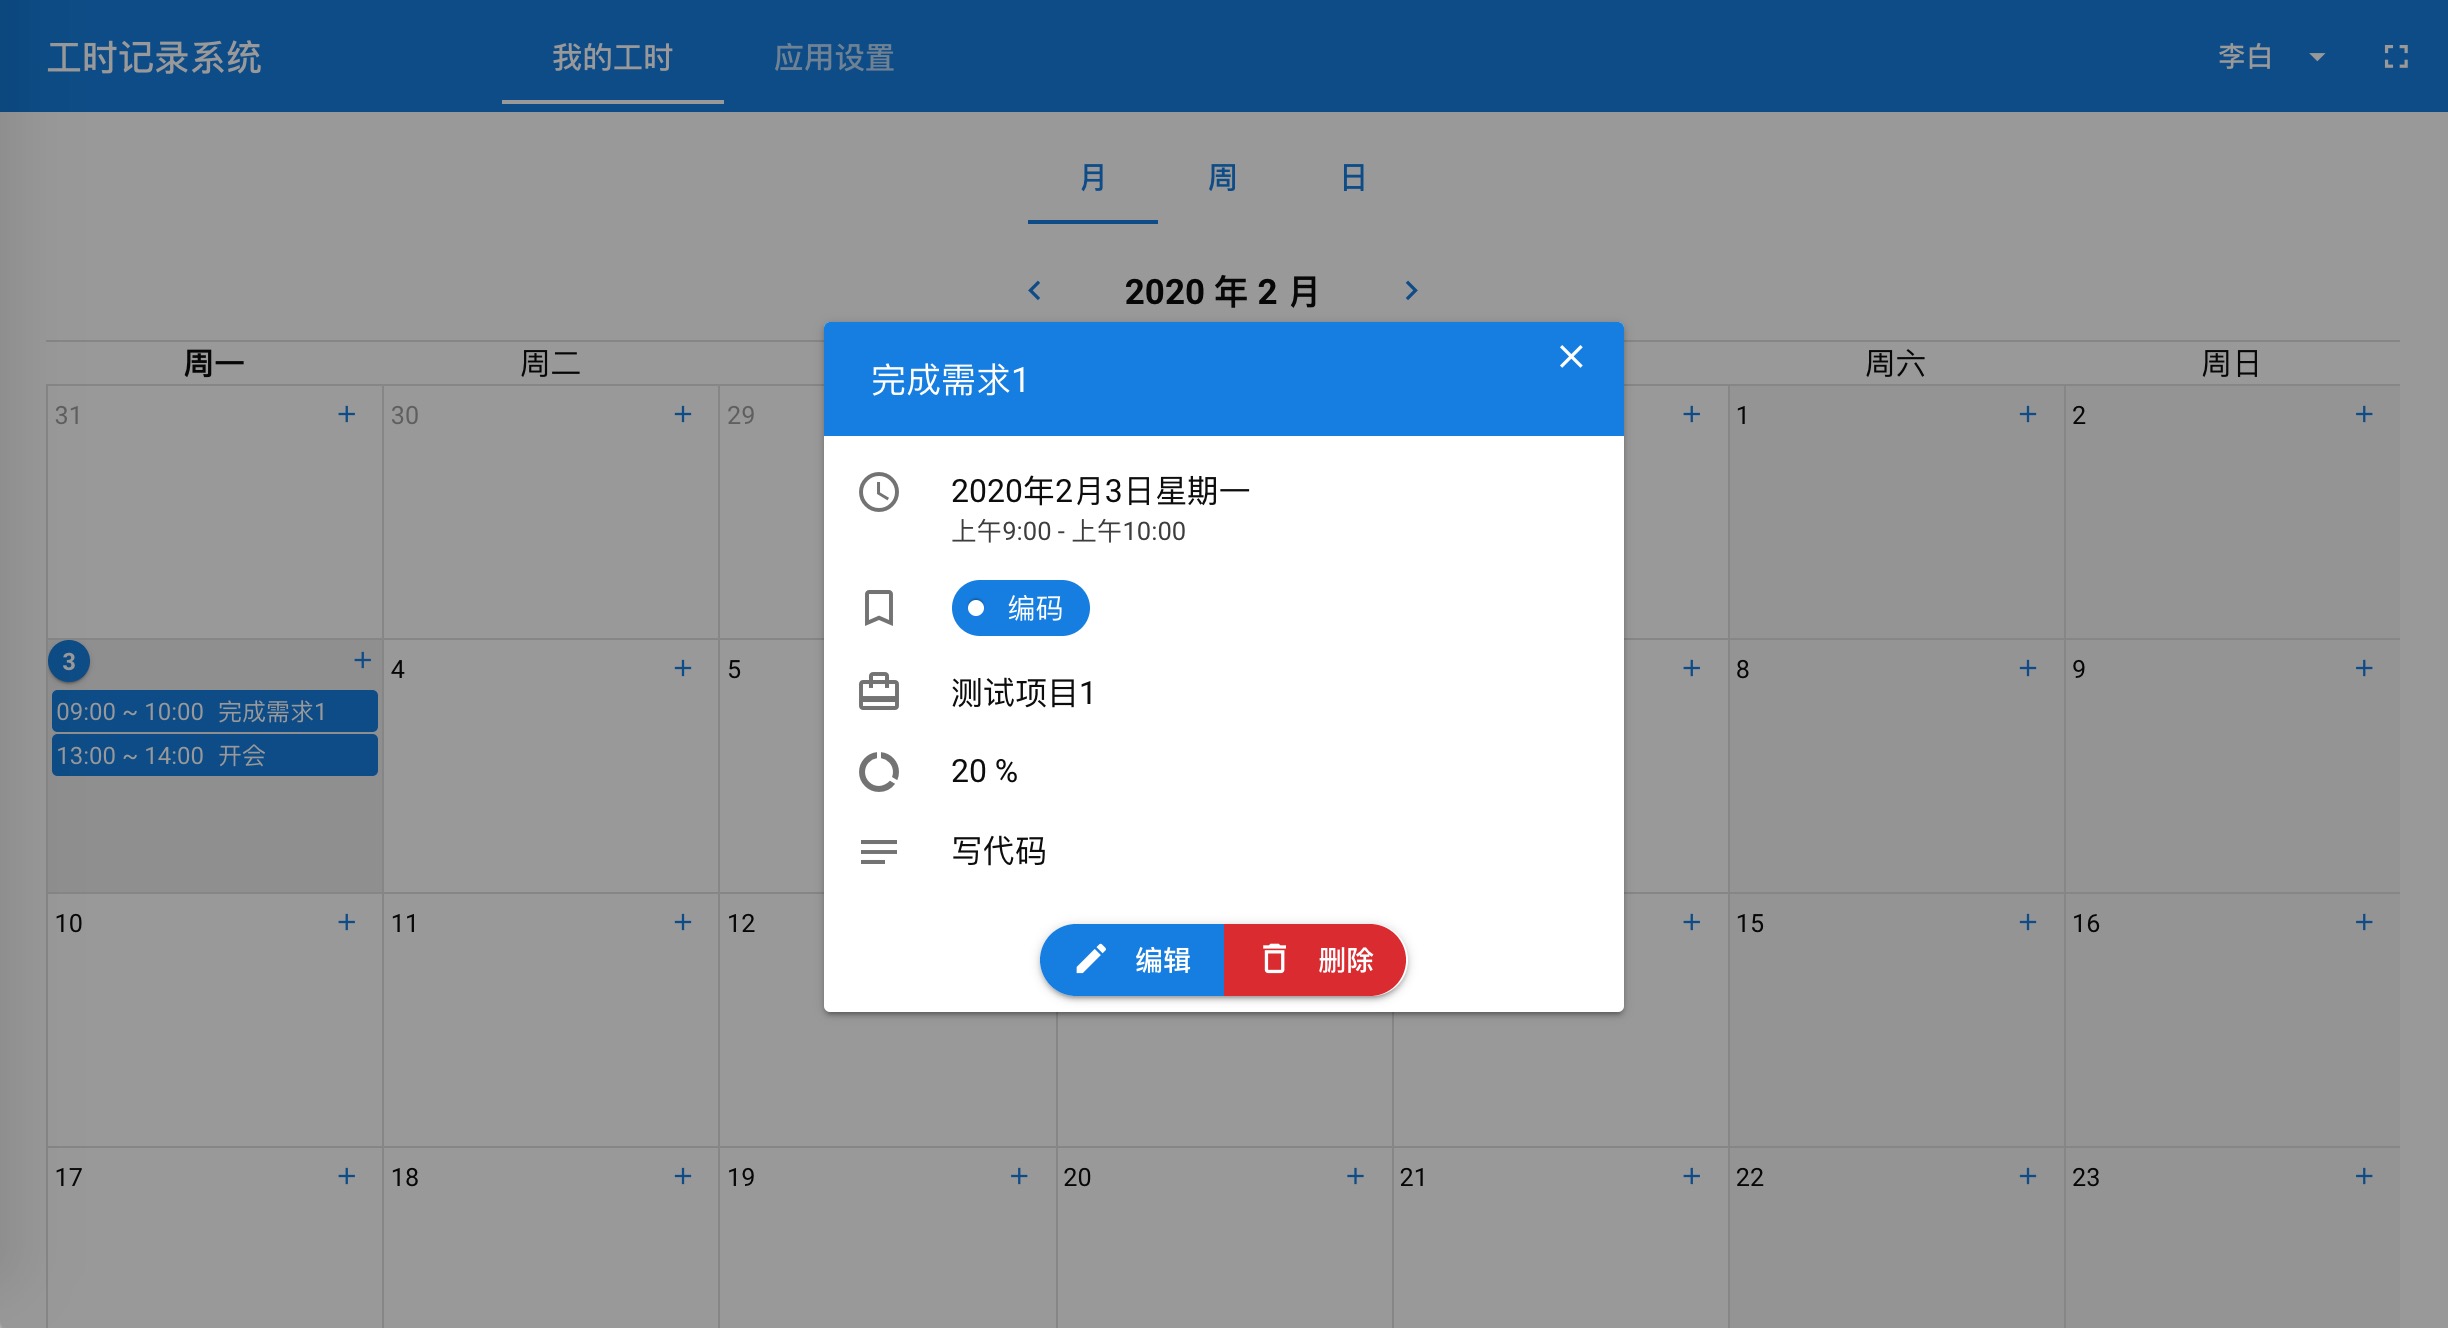 工时记录系统 我的工时 应用设置 李白
月 周 日
2020 年 2 月
周一 周二 周六 周日
31 + 30 + 29 + 1 + 2 +
完成需求1
2020年2月3日星期一
上午9:00 - 上午10:00
编码
测试项目1
20 %
写代码
编辑 删除
3 + 4 + 5 + 8 + 9 +
09:00 ~ 10:00 完成需求1
13:00 ~ 14:00 开会
10 + 11 + 12 + 15 + 16 +
17 + 18 + 19 + 20 + 21 + 22 + 23 +